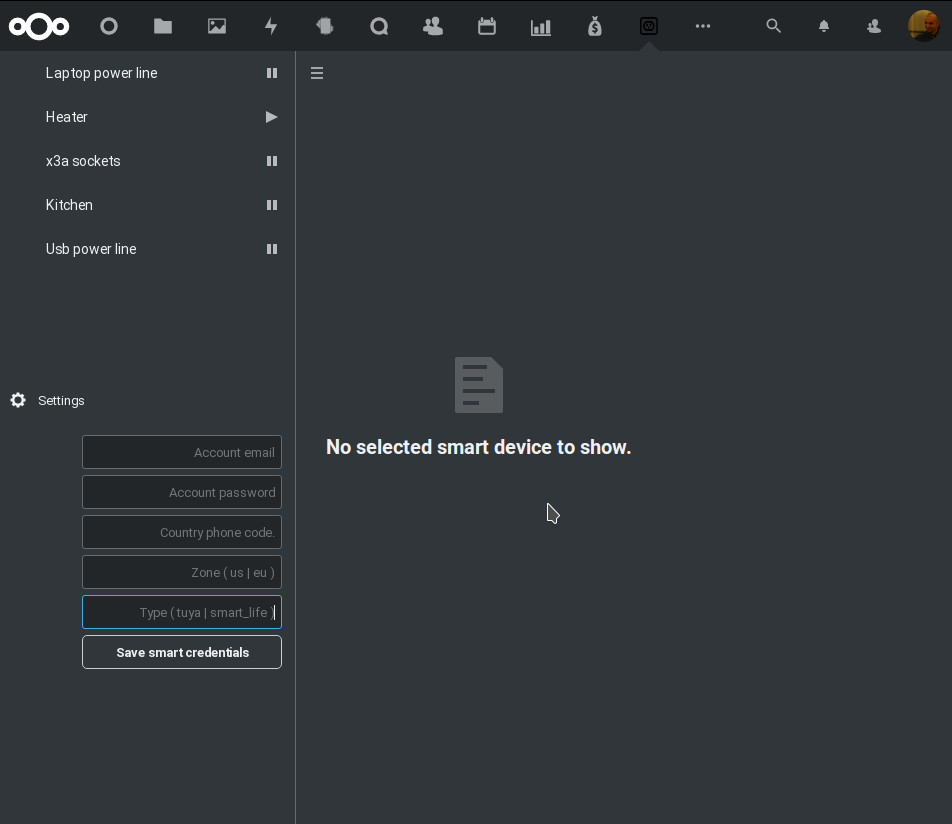 Laptop power line
Heater
x3a sockets
Kitchen
Usb power line
Settings
Account email
Account password
Country phone code.
Zone ( us | eu )
Type ( tuya | smart_life )
Save smart credentials
No selected smart device to show.